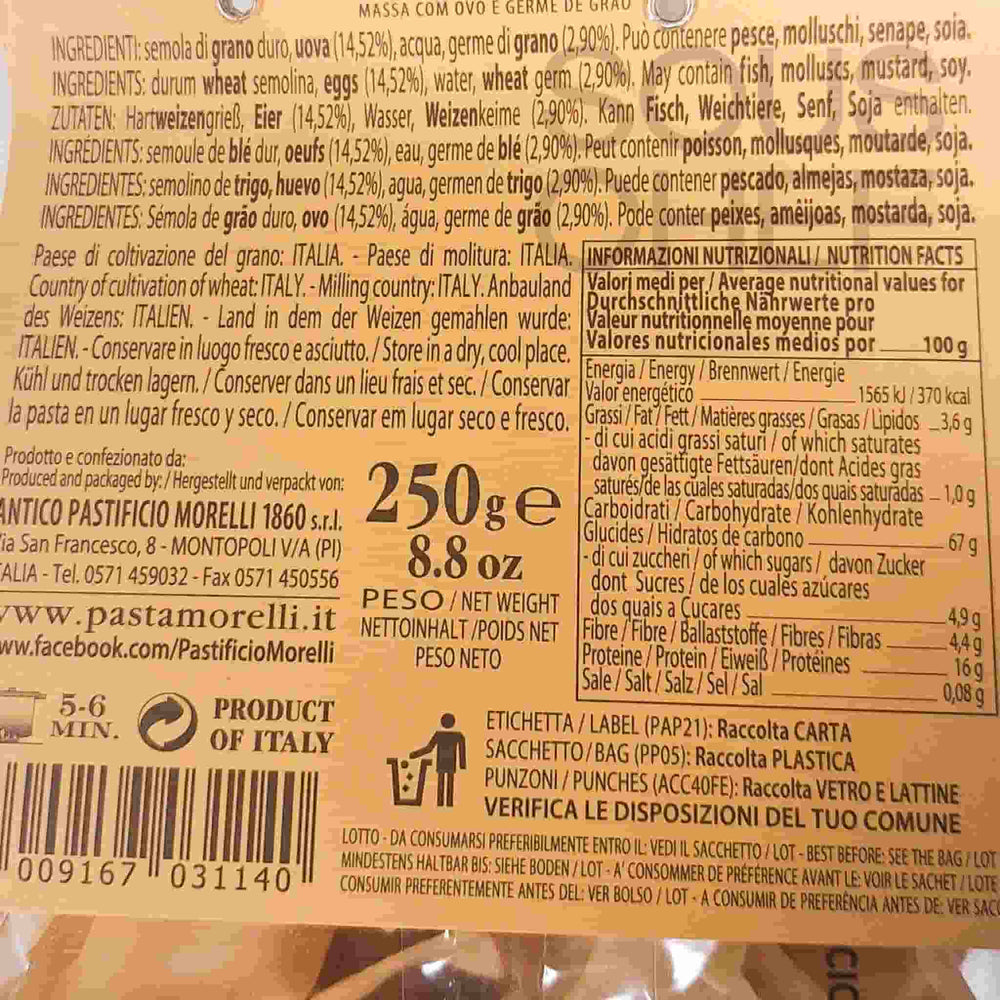 MASSA COM OVO E GERME DE GRÃO
INGREDIENTI: semola di grano duro, uova (14,52%), acqua, germe di grano (2,90%). Può contenere pesce, molluschi, senape, soia.
INGREDIENTS: durum wheat semolina, eggs (14,52%), water, wheat germ (2,90%). May contain fish, molluscs, mustard, soy.
ZUTATEN: Hartweizengrieß, Eier (14,52%), Wasser, Weizenkeime (2,90%). Kann Fisch, Weichtiere, Senf, Soja enthalten.
INGRÉDIENTS: semoule de blé dur, oeufs (14,52%), eau, germe de blé (2,90%). Peut contenir poisson, mollusques, moutarde, soja.
INGREDIENTES: semolino de trigo, huevo (14,52%), agua, germen de trigo (2,90%). Puede contener pescado, almejas, mostaza, soja.
INGREDIENTES: Sémola de grão duro, ovo (14,52%), água, germe de grão (2,90%). Pode conter peixes, amêijoas, mostarda, soja.
Paese di coltivazione del grano: ITALIA. - Paese di molitura: ITALIA.
Country of cultivation of wheat: ITALY. - Milling country: ITALY. Anbauland
des Weizens: ITALIEN. - Land in dem der Weizen gemahlen wurde:
ITALIEN. - Conservare in luogo fresco e asciutto. / Store in a dry, cool place.
Kühl und trocken lagern. / Conserver dans un lieu frais et sec. / Conservar
la pasta en un lugar fresco y seco. / Conservar em lugar seco e fresco.
INFORMAZIONI NUTRIZIONALI / NUTRITION FACTS
Valori medi per / Average nutritional values for
Durchschnittliche Nährwerte pro
Valeur nutritionnelle moyenne pour
Valores nutricionales medios por 100 g
Energia / Energy / Brennwert / Energie
Valor energético 1565 kJ / 370 kcal
Grassi / Fat / Fett / Matières grasses / Grasas / Lipidos 3,6 g
- di cui acidi grassi saturi / of which saturates
davon gesättigte Fettsäuren/dont Acides gras
saturés/de las cuales saturadas/dos quais saturadas 1,0 g
Carboidrati / Carbohydrate / Kohlenhydrate
Glucides / Hidratos de carbono 67 g
- di cui zuccheri / of which sugars / davon Zucker
dont Sucres / de los cuales azúcares
dos quais a Çucares 4,9 g
Fibre / Fibre / Ballaststoffe / Fibres / Fibras 4,4 g
Proteine / Protein / Eiweiß / Protéines 16 g
Sale / Salt / Salz / Sel / Sal 0,08 g
Prodotto e confezionato da:
Produced and packaged by: / Hergestellt und verpackt von:
ANTICO PASTIFICIO MORELLI 1860 s.r.l.
ia San Francesco, 8 - MONTOPOLI V/A (PI)
TALIA - Tel. 0571 459032 - Fax 0571 450556
www.pastamorelli.it
ww.facebook.com/PastificioMorelli
250g e
8.8 oz
PESO / NET WEIGHT
NETTOINHALT /POIDS NET
PESO NETO
5-6
MIN.
PRODUCT
OF ITALY
ETICHETTA / LABEL (PAP21): Raccolta CARTA
SACCHETTO / BAG (PP05): Raccolta PLASTICA
PUNZONI / PUNCHES (ACC40FE): Raccolta VETRO E LATTINE
VERIFICA LE DISPOSIZIONI DEL TUO COMUNE
009167 031140
LOTTO - DA CONSUMARSI PREFERIBILMENTE ENTRO IL: VEDI IL SACCHETTO / LOT - BEST BEFORE: SEE THE BAG / LOT
MINDESTENS HALTBAR BIS: SIEHE BODEN / LOT - A' CONSOMMER DE PRÉFÉRENCE AVANT LE: VOIR LE SACHET / LOTE
CONSUMIR PREFERENTEMENTE ANTES DEL: VER BOLSO / LOT - A CONSUMIR DE PREFERÊNCIA ANTES DE: VER SACC
CIO